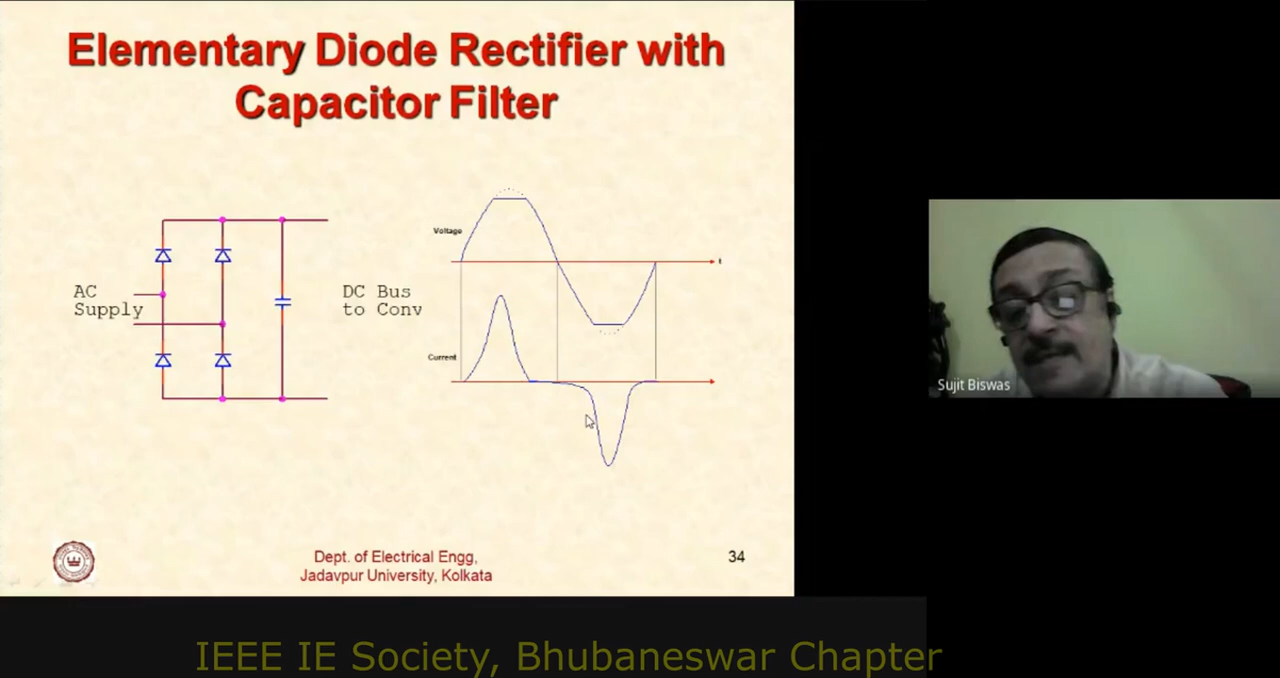 Elementary Diode Rectifier with
Capacitor Filter
AC
Supply
DC Bus
to Conv
Voltage
t
Current
Dept. of Electrical Engg,
Jadavpur University, Kolkata
34
Sujit Biswas
IEEE IE Society, Bhubaneswar Chapter